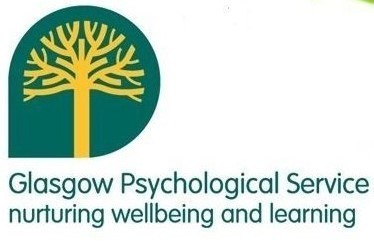 Glasgow Psychological Service
nurturing wellbeing and learning